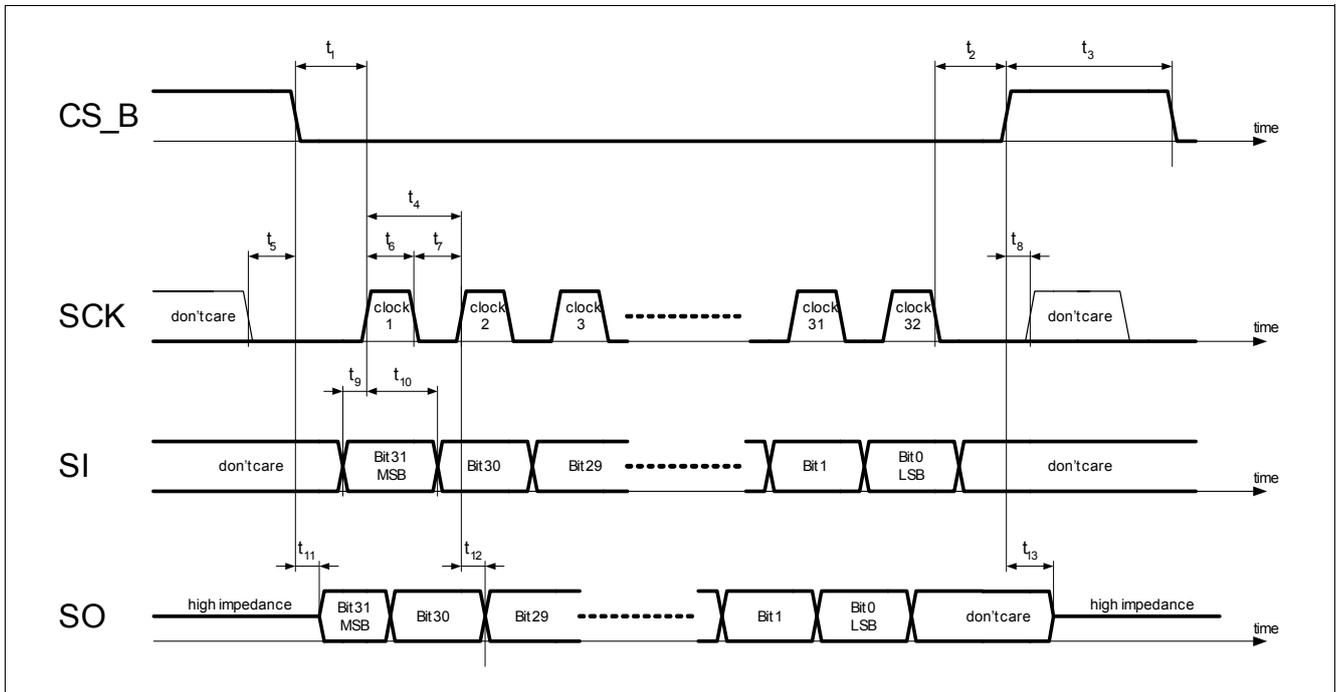 t1 t2 t3
CS_B
time
t4
t5 t6 t7 t8
SCK
don'tcare clock 1 clock 2 clock 3 clock 31 clock 32 don'tcare
time
t9 t10
SI
don'tcare Bit31 MSB Bit30 Bit29 Bit1 Bit0 LSB don'tcare
time
t11 t12 t13
SO
high impedance Bit31 MSB Bit30 Bit29 Bit1 Bit0 LSB don'tcare high impedance
time